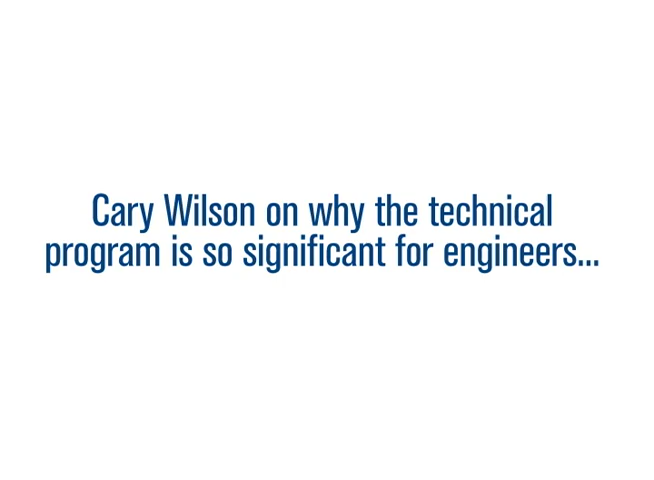 Cary Wilson on why the technical
program is so significant for engineers...